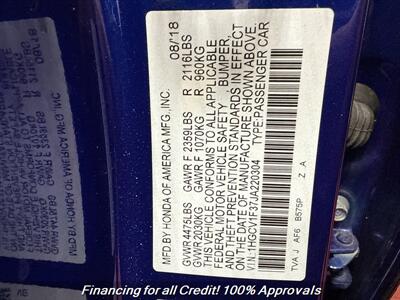 MFD.BY HONDA OF AMERICA MFG.,INC. 08/'18
GVWR 4475LBS GAWR F 2359LBS R 2116LBS
GVWR 2030KG GAWR F 1070KG R 960KG
THIS VEHICLE CONFORMS TO ALL APPLICABLE
FEDERAL MOTOR VEHICLE SAFETY , BUMPER,
AND THEFT PREVENTION STANDARDS IN EFFECT
ON THE DATE OF MANUFACTURE SHOWN ABOVE.
V.I.N.:1HGCV1F37JA220304 TYPE:PASSENGER CAR
TVA J AF6 B575P Z A
Financing for all Credit! 100% Approvals